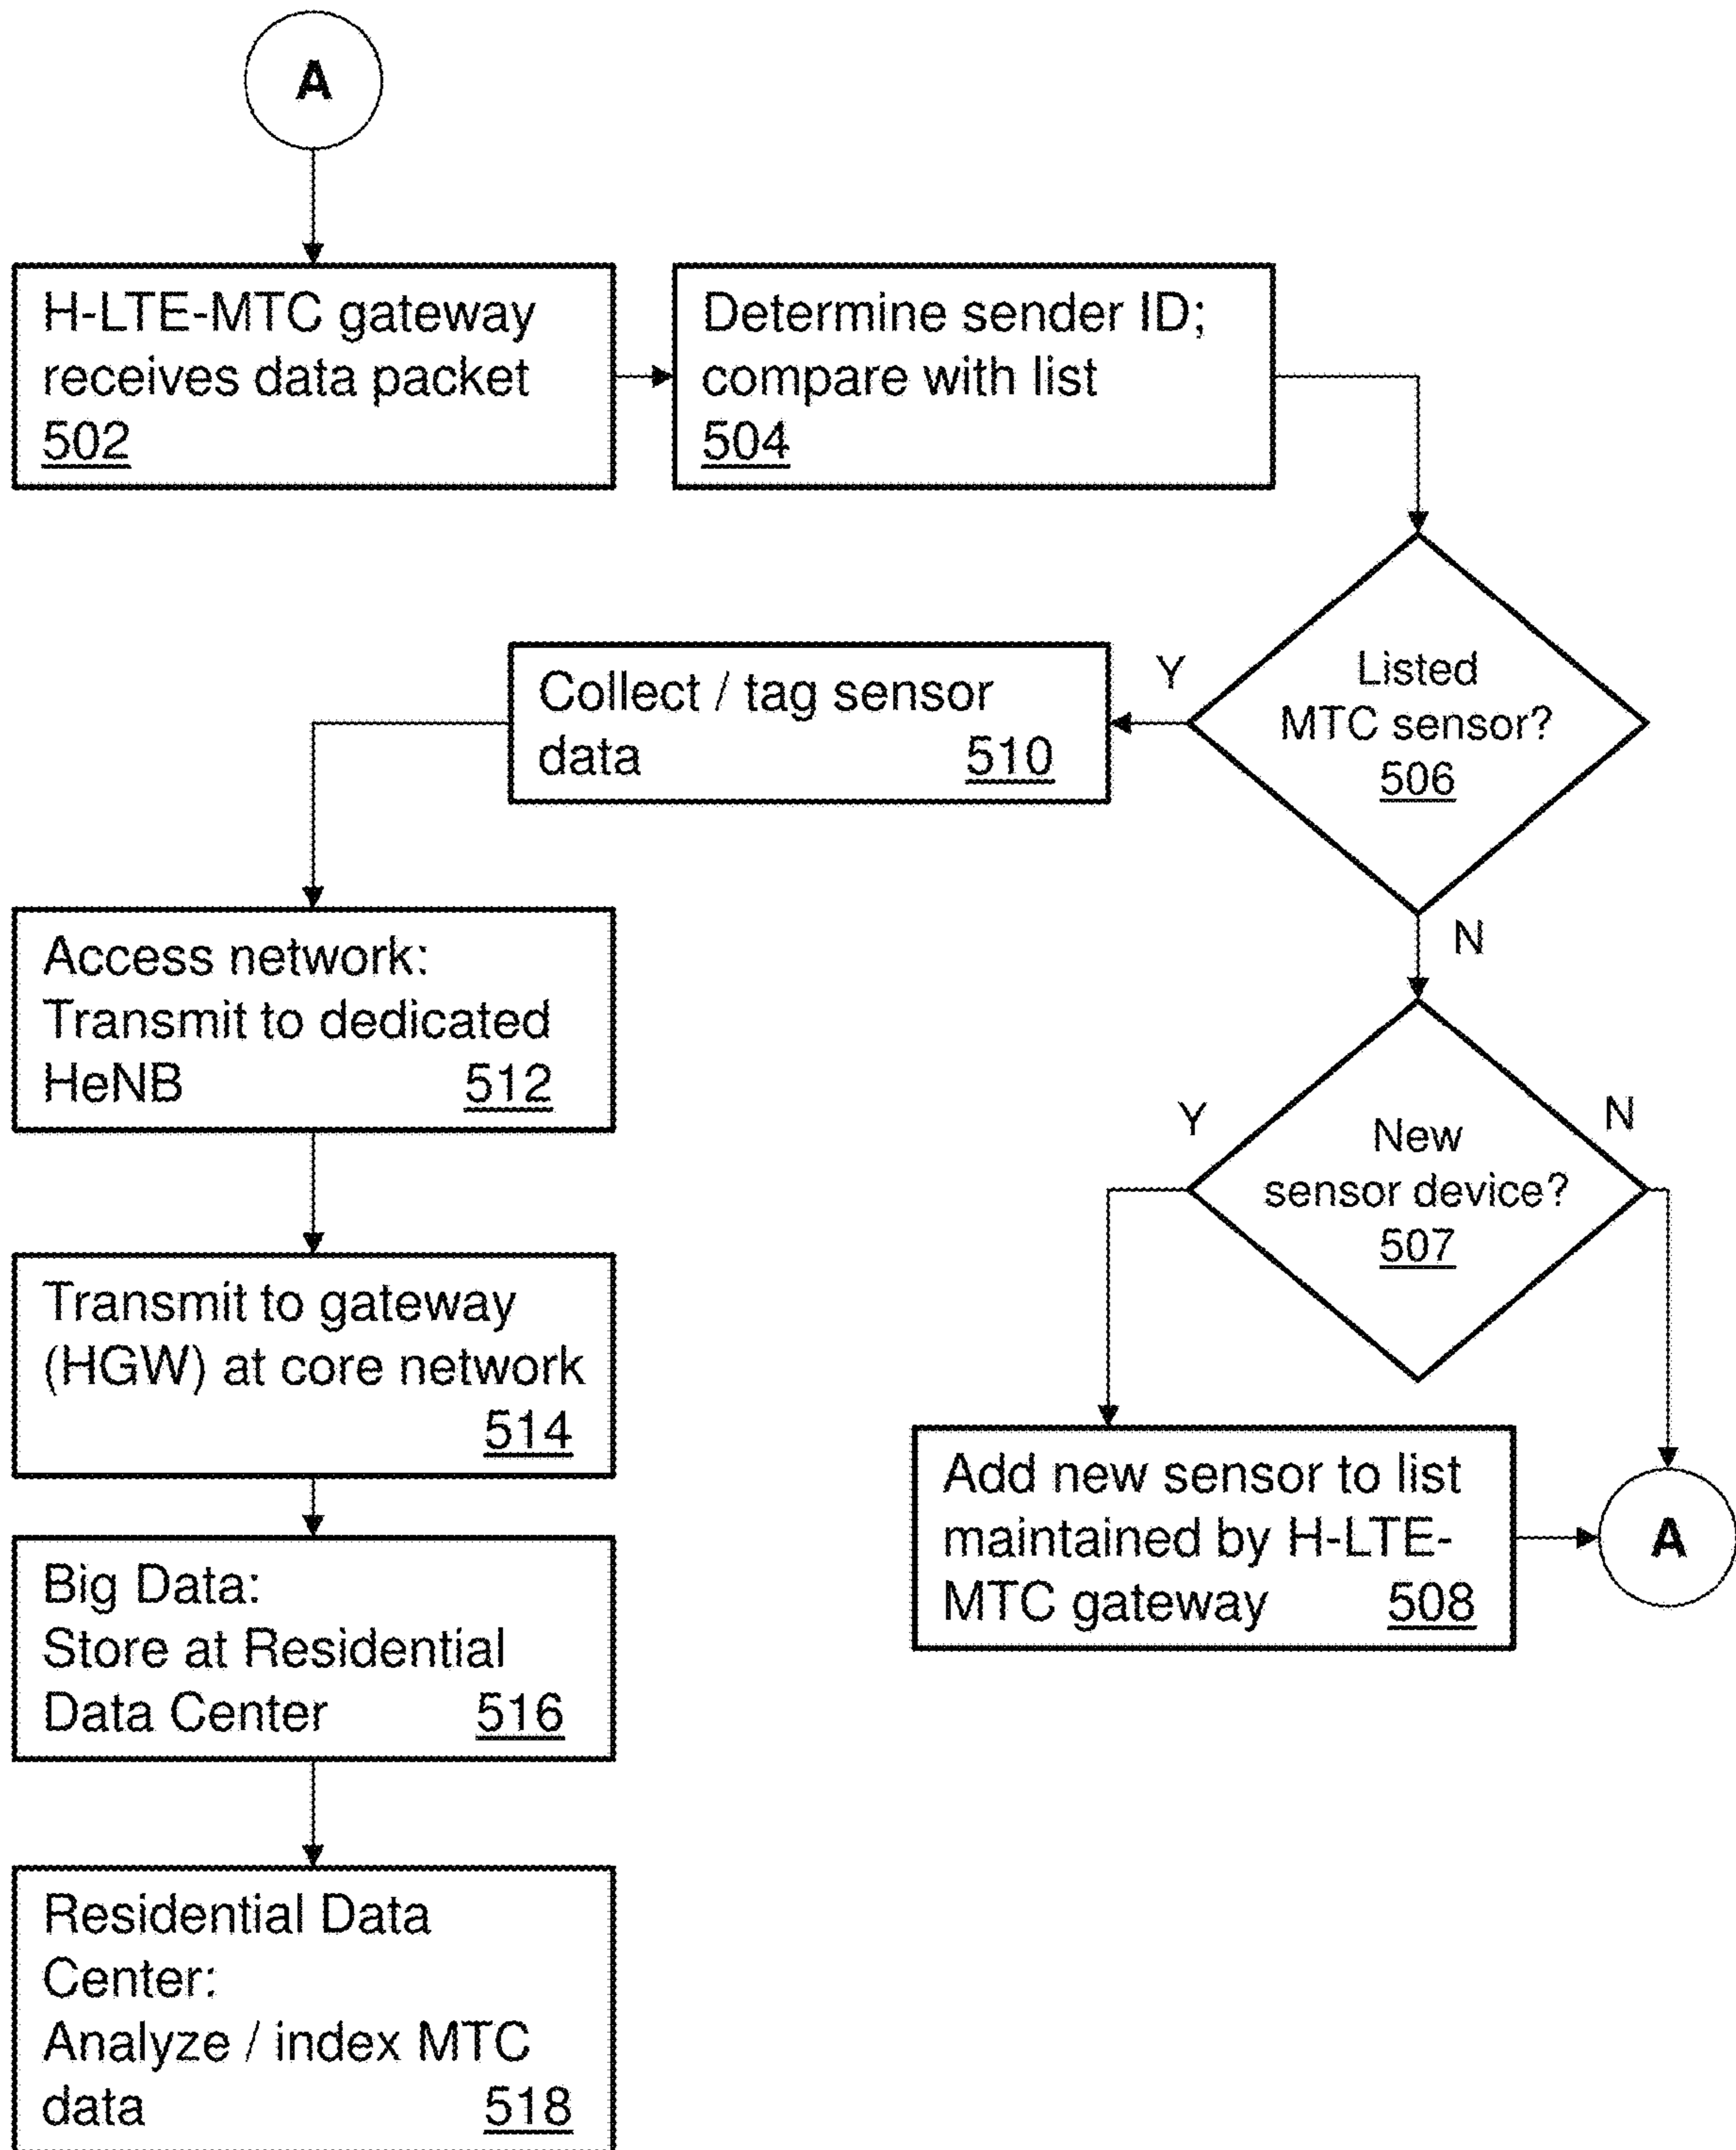 A
H-LTE-MTC gateway
receives data packet
502
Determine sender ID;
compare with list
504
Listed
MTC sensor?
506
Y
N
Collect / tag sensor
data 510
Access network:
Transmit to dedicated
HeNB 512
New
sensor device?
507
Y
N
Transmit to gateway
(HGW) at core network
514
Add new sensor to list
maintained by H-LTE-
MTC gateway 508
A
Big Data:
Store at Residential
Data Center 516
Residential Data
Center:
Analyze / index MTC
data 518